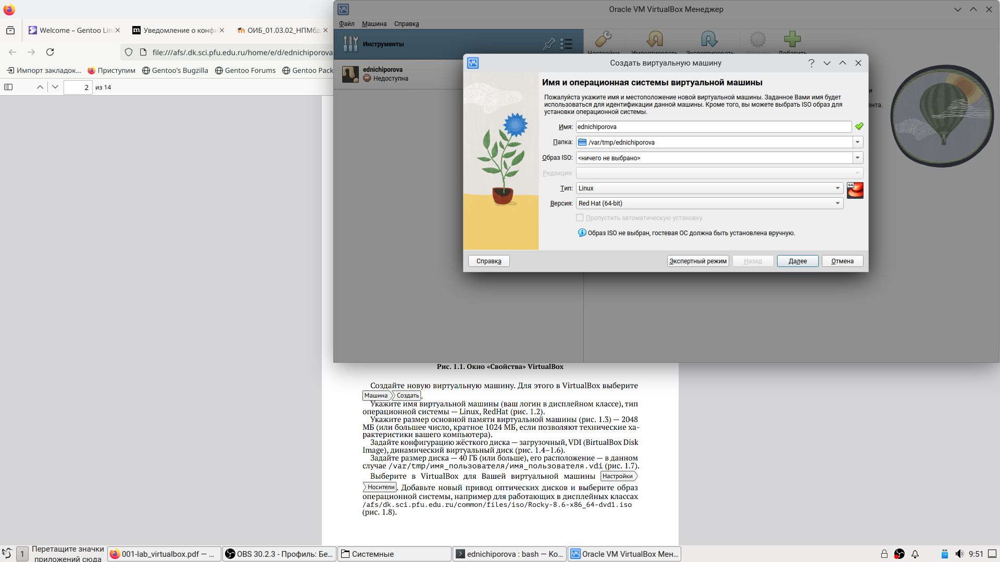 Welcome – Gentoo Lin
Уведомление о конфи
ОИБ_01.03.02_НПМбд
file:///afs/.dk.sci.pfu.edu.ru/home/e/d/ednichiporova
Импорт закладок...
Приступим
Gentoo's Bugzilla
Gentoo Forums
Gentoo Pack
2
из 14
Oracle VM VirtualBox Менеджер
Файл
Машина
Справка
Инструменты
Настройки
Импортировать
Экспортировать
Создать
Добавить
ednichiporova
Недоступна
и
ента.
Создать виртуальную машину
Имя и операционная системы виртуальной машины
Пожалуйста укажите имя и местоположение новой виртуальной машины. Заданное Вами имя будет
использоваться для идентификации данной машины. Кроме того, вы можете выбрать ISO образ для
установки операционной системы.
Имя: ednichiporova
Папка: /var/tmp/ednichiporova
Образ ISO: <ничего не выбрано>
Редакция:
Тип: Linux
64
Версия: Red Hat (64-bit)
Пропустить автоматическую установку
Образ ISO не выбран, гостевая ОС должна быть установлена вручную.
Справка
Экспертный режим
Назад
Далее
Отмена
Рис. 1.1. Окно «Свойства» VirtualBox
Создайте новую виртуальную машину. Для этого в VirtualBox выберите
Машина Создать.
Укажите имя виртуальной машины (ваш логин в дисплейном классе), тип
операционной системы — Linux, RedHat (рис. 1.2).
Укажите размер основной памяти виртуальной машины (рис. 1.3) — 2048
МБ (или большее число, кратное 1024 МБ, если позволяют технические ха-
рактеристики вашего компьютера).
Задайте конфигурацию жёсткого диска — загрузочный, VDI (BirtualBox Disk
Image), динамический виртуальный диск (рис. 1.4–1.6).
Задайте размер диска — 40 ГБ (или больше), его расположение — в данном
случае /var/tmp/имя_пользователя/имя_пользователя.vdi (рис. 1.7).
Выберите в VirtualBox для Вашей виртуальной машины Настройки
Носители. Добавьте новый привод оптических дисков и выберите образ
операционной системы, например для работающих в дисплейных классах
/afs/dk.sci.pfu.edu.ru/common/files/iso/Rocky-8.6-x86_64-dvd1.iso
(рис. 1.8).
1
Перетащите значки
приложений сюда
001-lab_virtualbox.pdf — ...
OBS 30.2.3 - Профиль: Бе...
Системные
ednichiporova : bash — Ko...
Oracle VM VirtualBox Мен...
9:51